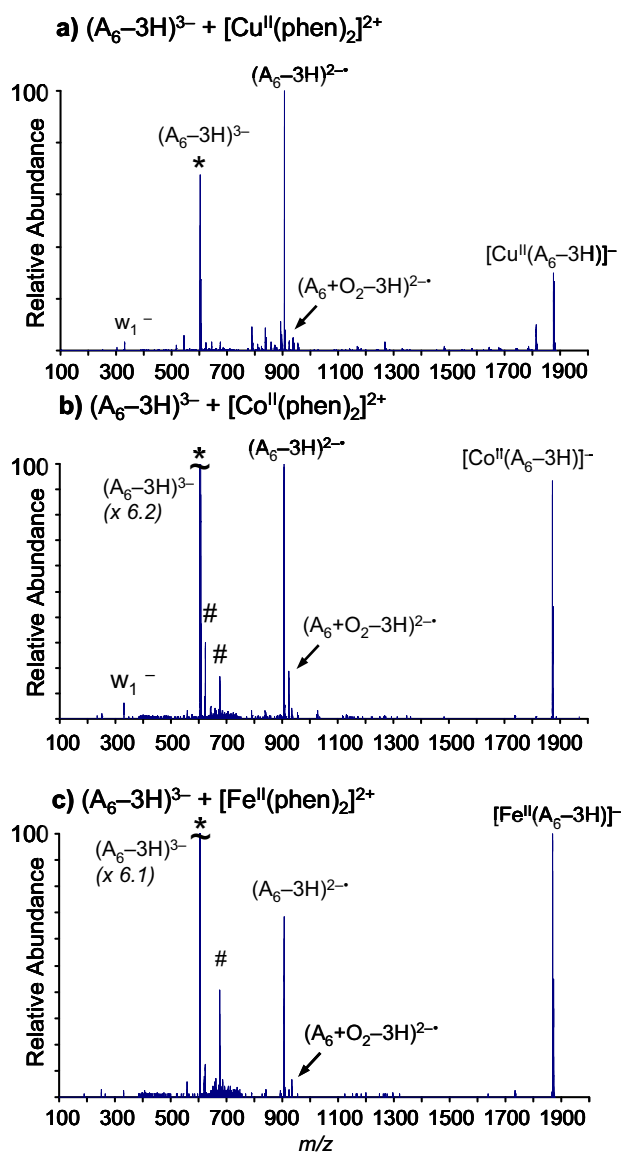 a) (A₆–3H)³⁻ + [Cuᴵᴵ(phen)₂]²⁺
(A₆–3H)²⁻•
100
(A₆–3H)³⁻
*
Relative Abundance
[Cuᴵᴵ(A₆–3H)]⁻
(A₆+O₂–3H)²⁻•
w₁⁻
100 300 500 700 900 1100 1300 1500 1700 1900
b) (A₆–3H)³⁻ + [Coᴵᴵ(phen)₂]²⁺
(A₆–3H)²⁻•
*
~
100
[Coᴵᴵ(A₆–3H)]⁻
(A₆–3H)³⁻
(x 6.2)
Relative Abundance
#
(A₆+O₂–3H)²⁻•
#
w₁⁻
100 300 500 700 900 1100 1300 1500 1700 1900
c) (A₆–3H)³⁻ + [Feᴵᴵ(phen)₂]²⁺
[Feᴵᴵ(A₆–3H)]⁻
*
~
100
(A₆–3H)³⁻
(x 6.1)
(A₆–3H)²⁻•
Relative Abundance
#
(A₆+O₂–3H)²⁻•
100 300 500 700 900 1100 1300 1500 1700 1900
m/z